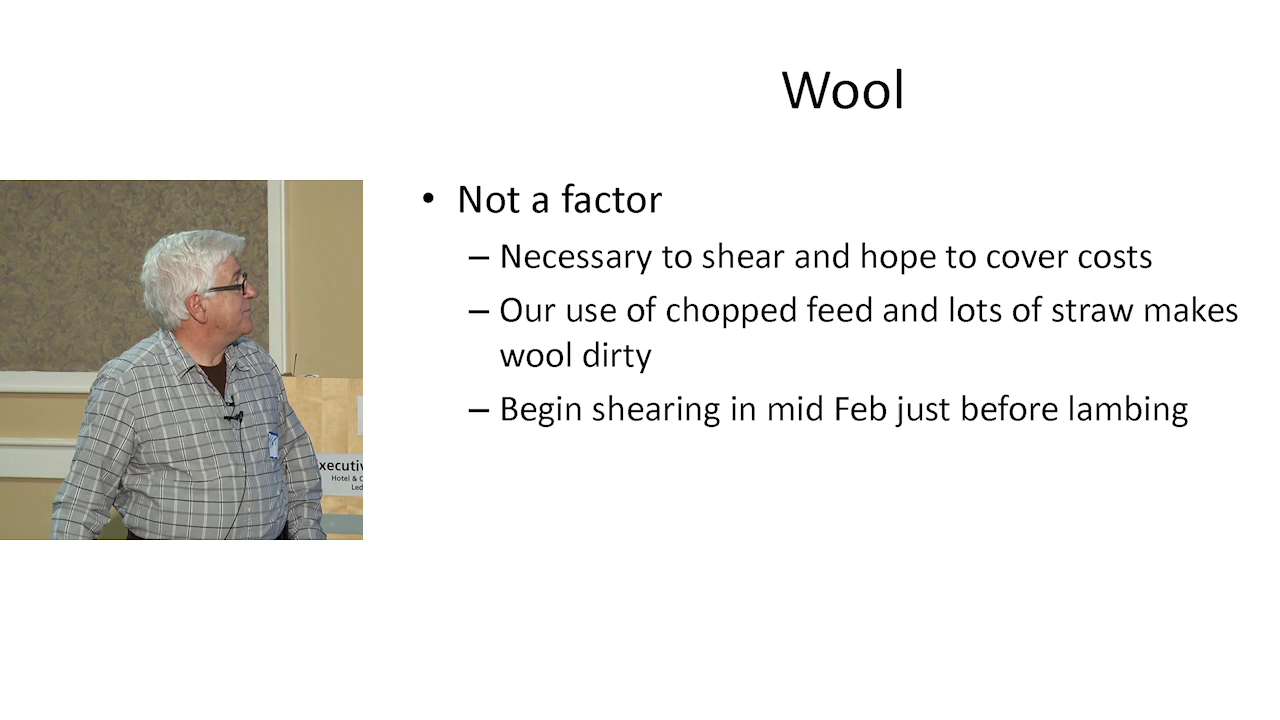 Wool
• Not a factor
– Necessary to shear and hope to cover costs
– Our use of chopped feed and lots of straw makes
wool dirty
– Begin shearing in mid Feb just before lambing
Hotel &